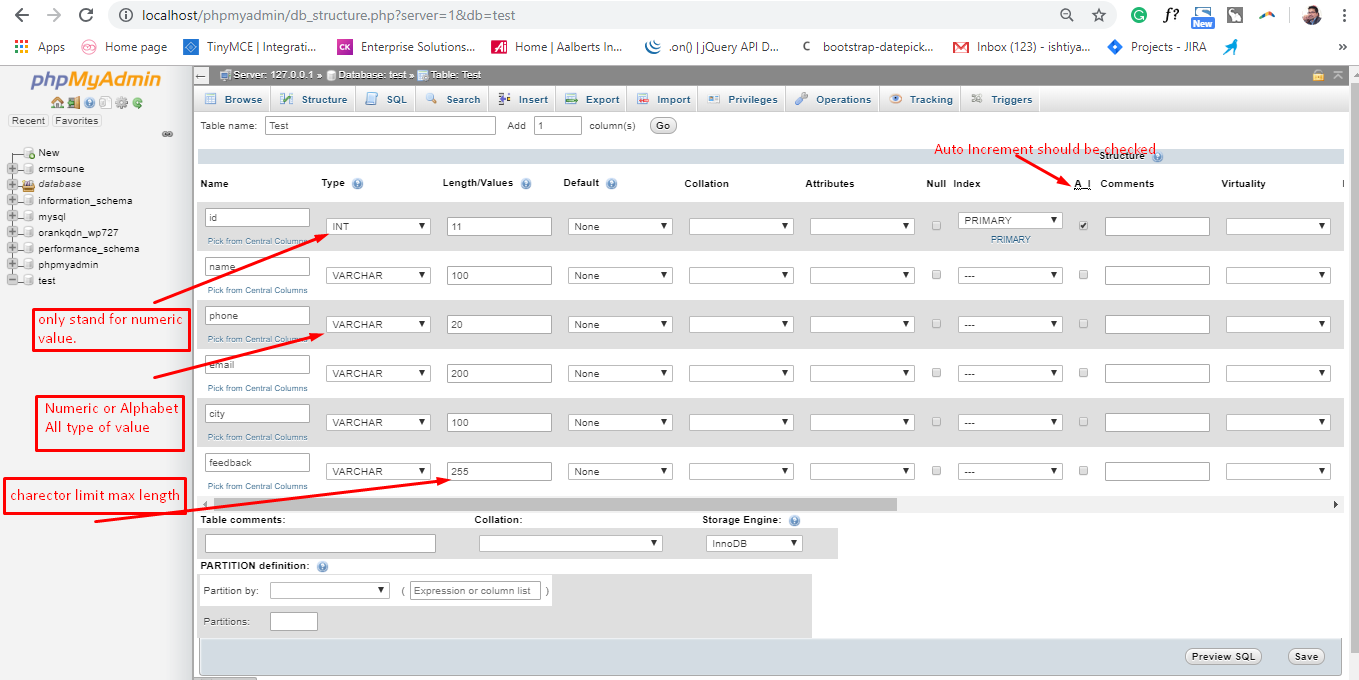 localhost/phpmyadmin/db_structure.php?server=1&db=test
f?
New
Apps Home page TinyMCE | Integrati... CK Enterprise Solutions... Ai Home | Aalberts In... .on() | jQuery API D... C bootstrap-datepick... Inbox (123) - ishtiya... Projects - JIRA »
phpMyAdmin
Recent Favorites
New
crmsoune
database
information_schema
mysql
orankqdn_wp727
performance_schema
phpmyadmin
test
Server: 127.0.0.1 » Database: test » Table: Test
Browse Structure SQL Search Insert Export Import Privileges Operations Tracking Triggers
Table name: Test Add 1 column(s) Go
Auto Increment should be checked
Structure
Name Type Length/Values Default Collation Attributes Null Index A_I Comments Virtuality
id INT 11 None PRIMARY
Pick from Central Columns PRIMARY
name VARCHAR 100 None ---
Pick from Central Columns
phone VARCHAR 20 None ---
Pick from Central Columns
email VARCHAR 200 None ---
Pick from Central Columns
city VARCHAR 100 None ---
Pick from Central Columns
feedback VARCHAR 255 None ---
Pick from Central Columns
only stand for numeric
value.
Numeric or Alphabet
All type of value
charector limit max length
Table comments: Collation: Storage Engine:
InnoDB
PARTITION definition:
Partition by: ( Expression or column list )
Partitions:
Preview SQL Save